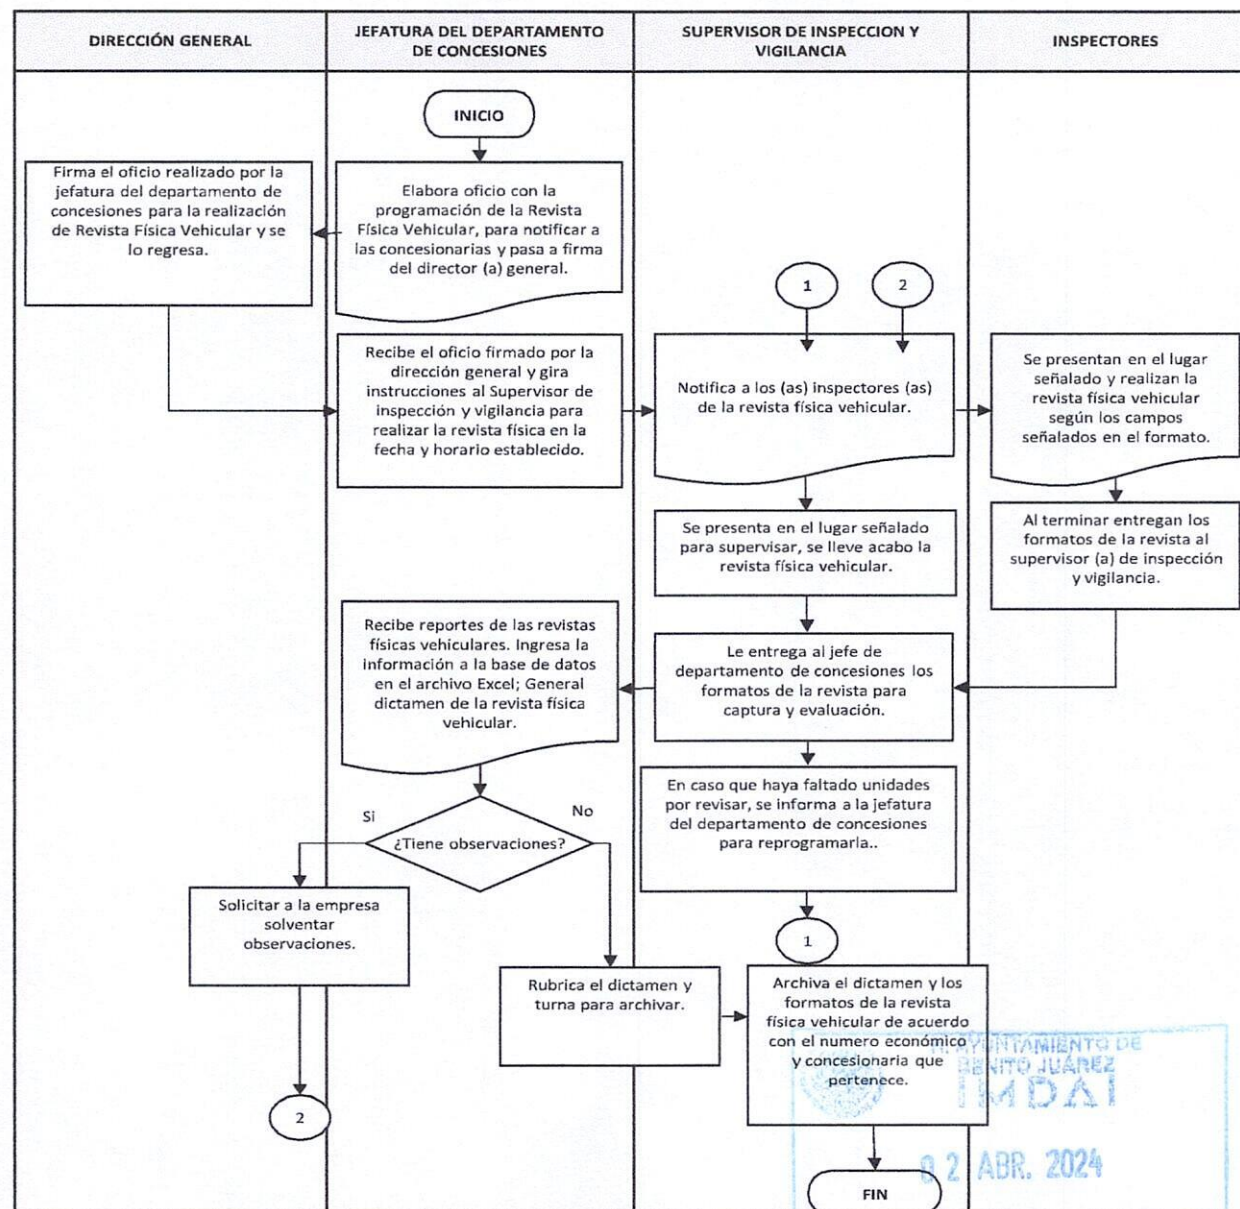 DIRECCIÓN GENERAL
JEFATURA DEL DEPARTAMENTO
DE CONCESIONES
SUPERVISOR DE INSPECCION Y
VIGILANCIA
INSPECTORES
INICIO
Firma el oficio realizado por la
jefatura del departamento de
concesiones para la realización
de Revista Física Vehicular y se
lo regresa.
Elabora oficio con la
programación de la Revista
Física Vehicular, para notificar a
las concesionarias y pasa a firma
del director (a) general.
1
2
Recibe el oficio firmado por la
dirección general y gira
instrucciones al Supervisor de
inspección y vigilancia para
realizar la revista física en la
fecha y horario establecido.
Notifica a los (as) inspectores (as)
de la revista física vehicular.
Se presentan en el lugar
señalado y realizan la
revista física vehicular
según los campos
señalados en el formato.
Se presenta en el lugar señalado
para supervisar, se lleve acabo la
revista física vehicular.
Al terminar entregan los
formatos de la revista al
supervisor (a) de inspección
y vigilancia.
Recibe reportes de las revistas
físicas vehiculares. Ingresa la
información a la base de datos
en el archivo Excel; General
dictamen de la revista física
vehicular.
Le entrega al jefe de
departamento de concesiones los
formatos de la revista para
captura y evaluación.
En caso que haya faltado unidades
por revisar, se informa a la jefatura
del departamento de concesiones
para reprogramarla..
Si
No
¿Tiene observaciones?
Solicitar a la empresa
solventar
observaciones.
1
Rubrica el dictamen y
turna para archivar.
Archiva el dictamen y los
formatos de la revista
física vehicular de acuerdo
con el numero económico
y concesionaria que
pertenece.
H. AYUNTAMIENTO DE
BENITO JUÁREZ
IMDAI
2
02 ABR. 2024
FIN